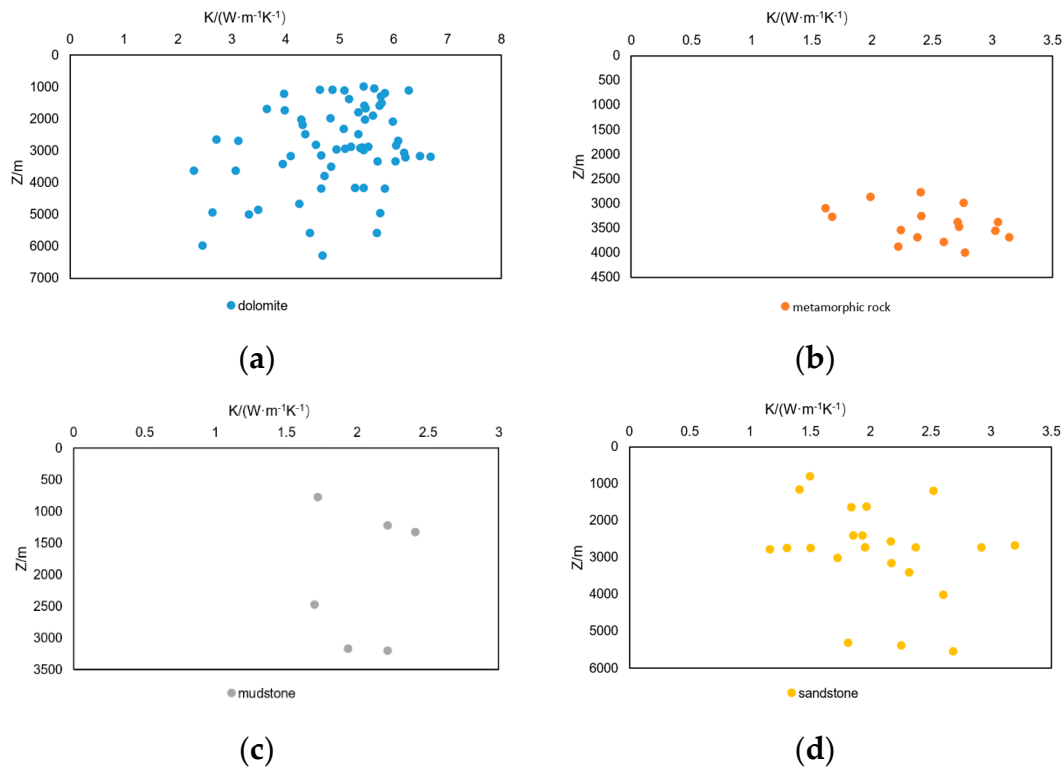 K/(W·m⁻¹K⁻¹)
0 1 2 3 4 5 6 7 8
0
1000
2000
3000
4000
5000
6000
7000
Z/m
dolomite
(a)
K/(W·m⁻¹K⁻¹)
0 0.5 1 1.5 2 2.5 3 3.5
0
500
1000
1500
2000
2500
3000
3500
4000
4500
Z/m
metamorphic rock
(b)
K/(W·m⁻¹K⁻¹)
0 0.5 1 1.5 2 2.5 3
0
500
1000
1500
2000
2500
3000
3500
Z/m
mudstone
(c)
K/(W·m⁻¹K⁻¹)
0 0.5 1 1.5 2 2.5 3 3.5
0
1000
2000
3000
4000
5000
6000
Z/m
sandstone
(d)